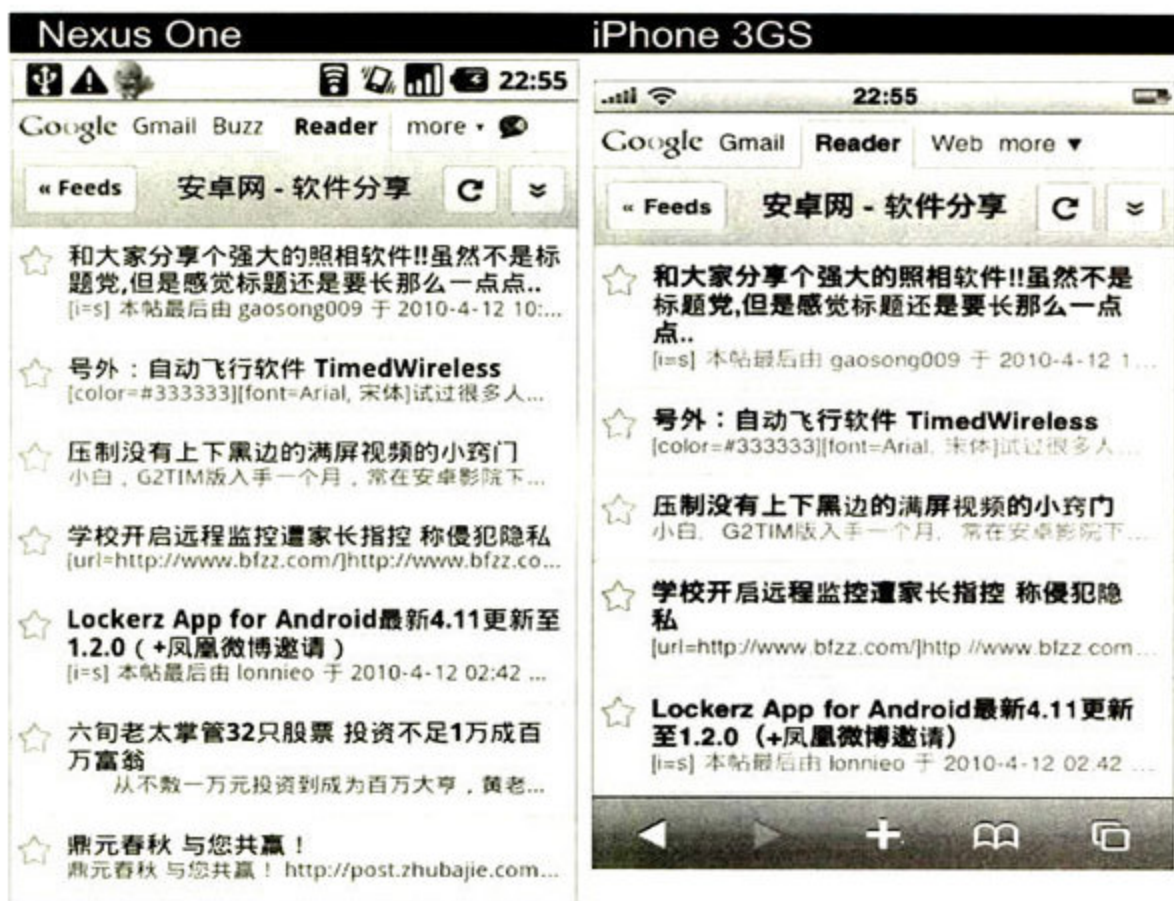 Nexus One
22:55
Google Gmail Buzz Reader more
« Feeds 安卓网 - 软件分享
和大家分享个强大的照相软件!!虽然不是标
题党,但是感觉标题还是要长那么一点点..
[i=s] 本帖最后由 gaosong009 于 2010-4-12 10:...
号外：自动飞行软件 TimedWireless
[color=#333333][font=Arial, 宋体]试过很多人...
压制没有上下黑边的满屏视频的小窍门
小白，G2TIM版入手一个月，常在安卓影院下...
学校开启远程监控遭家长指控 称侵犯隐私
[url=http://www.bfzz.com/]http://www.bfzz.co...
Lockerz App for Android最新4.11更新至
1.2.0（+凤凰微博邀请）
[i=s] 本帖最后由 lonnieo 于 2010-4-12 02:42 ...
六旬老太掌管32只股票 投资不足1万成百
万富翁
从不敷一万元投资到成为百万大亨，黄老...
鼎元春秋 与您共赢！
鼎元春秋 与您共赢！ http://post.zhubajie.com...
iPhone 3GS
22:55
Google Gmail Reader Web more ▼
« Feeds 安卓网 - 软件分享
和大家分享个强大的照相软件!!虽然不是
标题党,但是感觉标题还是要长那么一点
点..
[i=s] 本帖最后由 gaosong009 于 2010-4-12 1...
号外：自动飞行软件 TimedWireless
[color=#333333][font=Arial, 宋体]试过很多人...
压制没有上下黑边的满屏视频的小窍门
小白，G2TIM版入手一个月，常在安卓影院下...
学校开启远程监控遭家长指控 称侵犯隐
私
[url=http://www.bfzz.com/]http://www.bfzz.com...
Lockerz App for Android最新4.11更新
至1.2.0（+凤凰微博邀请）
[i=s] 本帖最后由 lonnieo 于 2010-4-12 02:42 ...